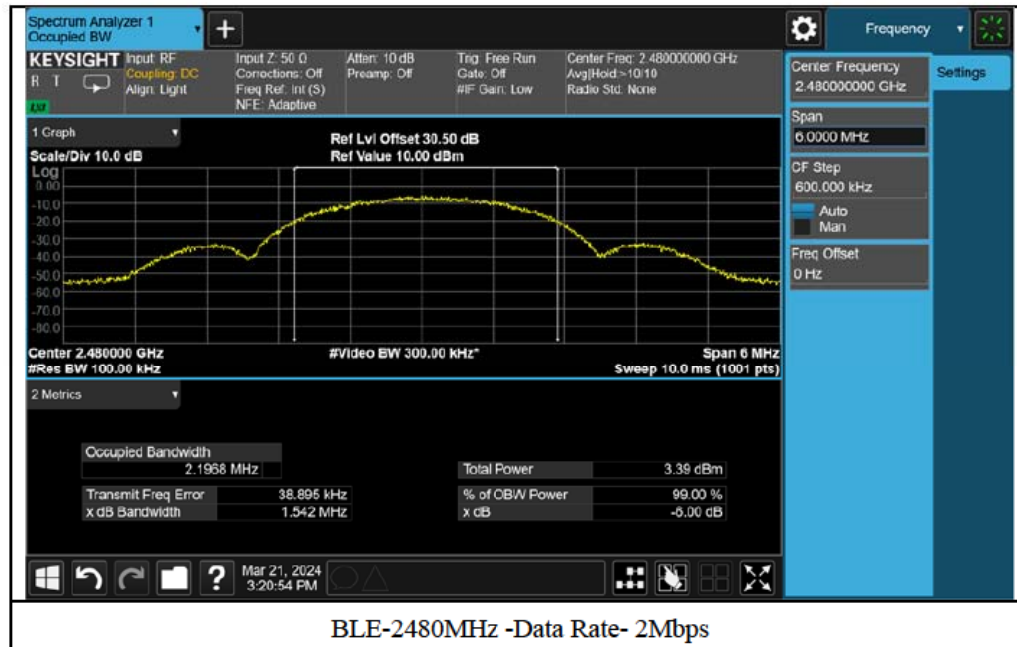 Spectrum Analyzer 1
Occupied BW
+
Frequency
KEYSIGHT
R T
Input: RF
Coupling: DC
Align: Light
Input Z: 50 Ω
Corrections: Off
Freq Ref: Int (S)
NFE: Adaptive
Atten: 10 dB
Preamp: Off
Trig: Free Run
Gate: Off
#IF Gain: Low
Center Freq: 2.480000000 GHz
Avg|Hold:>10/10
Radio Std: None
Center Frequency
2.480000000 GHz
Settings
Span
6.0000 MHz
CF Step
600.000 kHz
Auto
Man
Freq Offset
0 Hz
1 Graph
Scale/Div 10.0 dB
Ref Lvl Offset 30.50 dB
Ref Value 10.00 dBm
Log
0.00
-10.0
-20.0
-30.0
-40.0
-50.0
-60.0
-70.0
-80.0
Center 2.480000 GHz
#Res BW 100.00 kHz
#Video BW 300.00 kHz*
Span 6 MHz
Sweep 10.0 ms (1001 pts)
2 Metrics
Occupied Bandwidth
2.1968 MHz
Total Power 3.39 dBm
Transmit Freq Error 38.895 kHz
% of OBW Power 99.00 %
x dB Bandwidth 1.542 MHz
x dB -6.00 dB
?
Mar 21, 2024
3:20:54 PM
BLE-2480MHz -Data Rate- 2Mbps